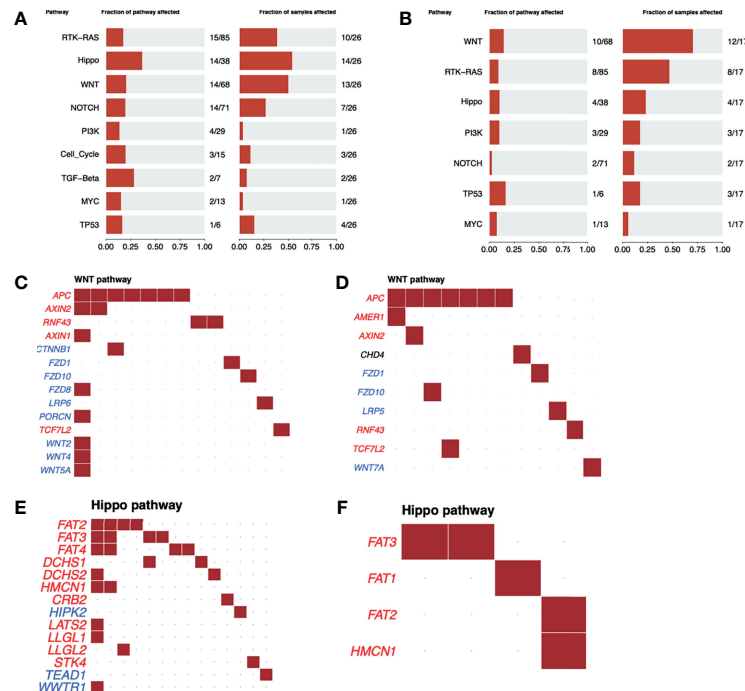 A
Pathway Fraction of pathway affected Fraction of samples affected
RTK-RAS 15/85 10/26
Hippo 14/38 14/26
WNT 14/68 13/26
NOTCH 14/71 7/26
PI3K 4/29 1/26
Cell_Cycle 3/15 3/26
TGF-Beta 2/7 2/26
MYC 2/13 1/26
TP53 1/6 4/26
0.00 0.25 0.50 0.75 1.00 0.00 0.25 0.50 0.75 1.00
B
Pathway Fraction of pathway affected Fraction of samples affected
WNT 10/68 12/17
RTK-RAS 8/85 8/17
Hippo 4/38 4/17
PI3K 3/29 3/17
NOTCH 2/71 2/17
TP53 1/6 3/17
MYC 1/13 1/17
0.00 0.25 0.50 0.75 1.00 0.00 0.25 0.50 0.75 1.00
C
WNT pathway
APC
AXIN2
RNF43
AXIN1
CTNNB1
FZD1
FZD10
FZD8
LRP6
PORCN
TCF7L2
WNT2
WNT4
WNT5A
D
WNT pathway
APC
AMER1
AXIN2
CHD4
FZD1
FZD10
LRP5
RNF43
TCF7L2
WNT7A
E
Hippo pathway
FAT2
FAT3
FAT4
DCHS1
DCHS2
HMCN1
CRB2
HIPK2
LATS2
LLGL1
LLGL2
STK4
TEAD1
WWTR1
F
Hippo pathway
FAT3
FAT1
FAT2
HMCN1